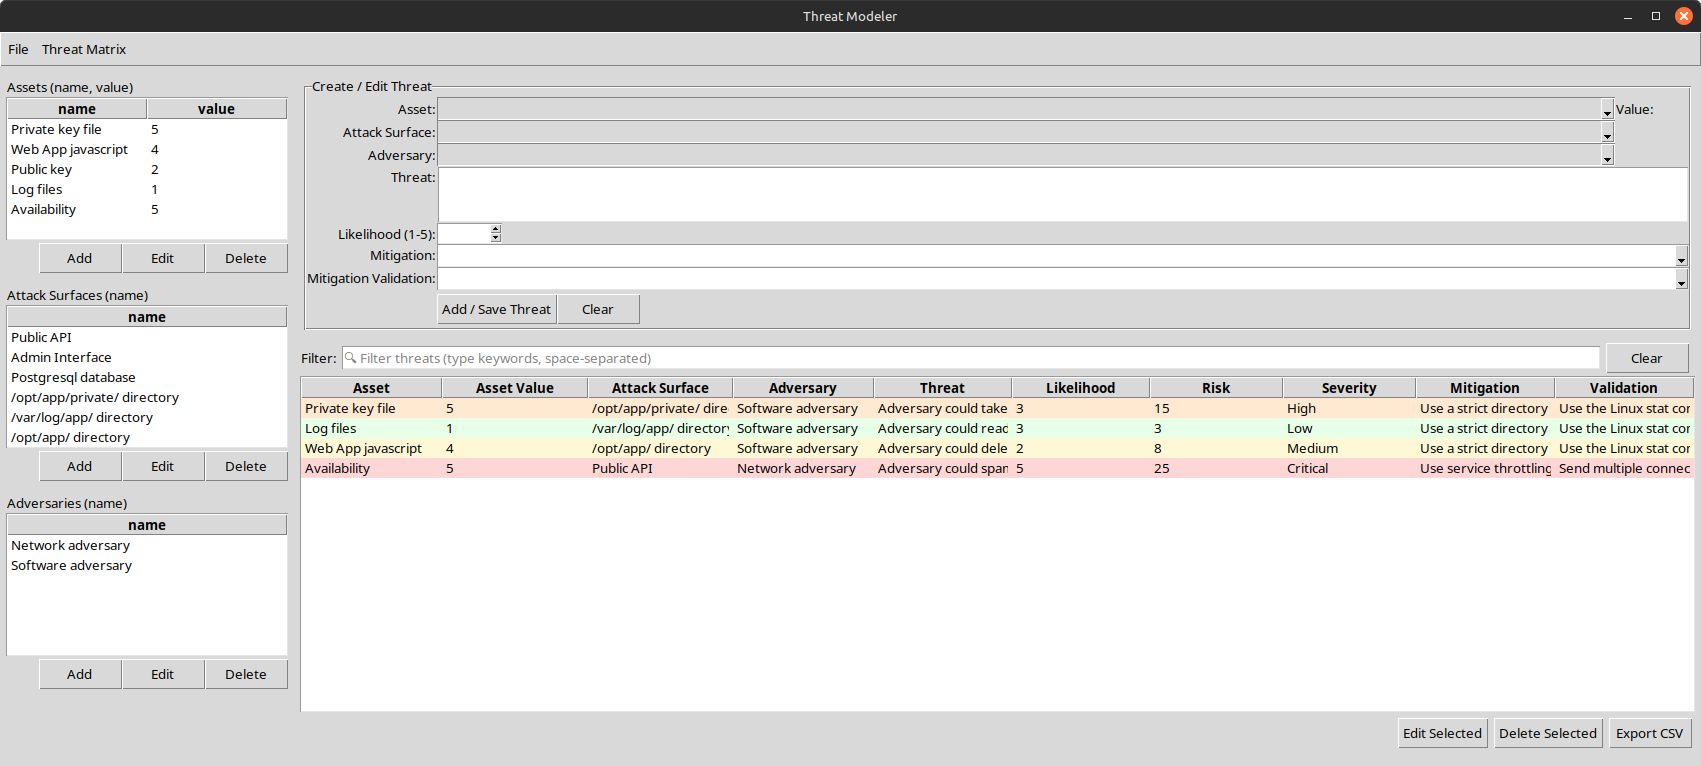 Threat Modeler
File Threat Matrix
Assets (name, value)
name value
Private key file 5
Web App javascript 4
Public key 2
Log files 1
Availability 5
Add Edit Delete
Attack Surfaces (name)
name
Public API
Admin Interface
Postgresql database
/opt/app/private/ directory
/var/log/app/ directory
/opt/app/ directory
Add Edit Delete
Adversaries (name)
name
Network adversary
Software adversary
Add Edit Delete
Create / Edit Threat
Asset: Value:
Attack Surface:
Adversary:
Threat:
Likelihood (1-5):
Mitigation:
Mitigation Validation:
Add / Save Threat Clear
Filter: Filter threats (type keywords, space-separated) Clear
Asset Asset Value Attack Surface Adversary Threat Likelihood Risk Severity Mitigation Validation
Private key file 5 /opt/app/private/ dire Software adversary Adversary could take 3 15 High Use a strict directory Use the Linux stat cor
Log files 1 /var/log/app/ directory Software adversary Adversary could read 3 3 Low Use a strict directory Use the Linux stat cor
Web App javascript 4 /opt/app/ directory Software adversary Adversary could dele 2 8 Medium Use a strict directory Use the Linux stat cor
Availability 5 Public API Network adversary Adversary could span 5 25 Critical Use service throttling Send multiple connec
Edit Selected Delete Selected Export CSV